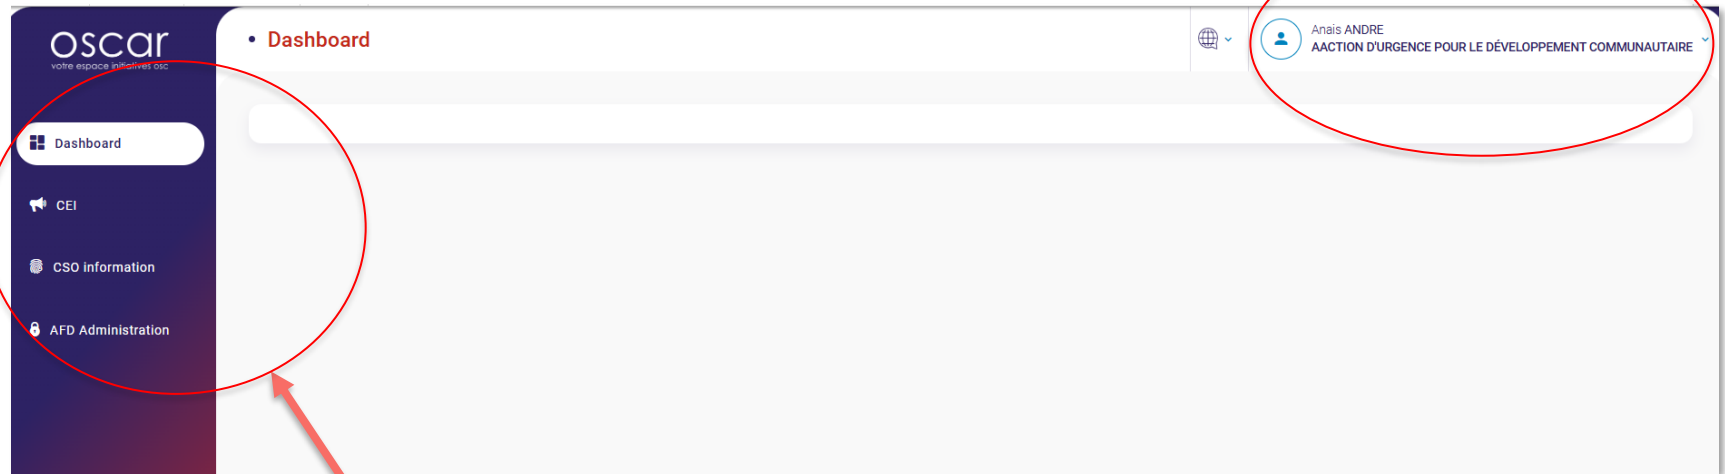 oscar
votre espace initiatives osc
Dashboard
Anais ANDRE
AACTION D'URGENCE POUR LE DÉVELOPPEMENT COMMUNAUTAIRE
Dashboard
CEI
CSO information
AFD Administration